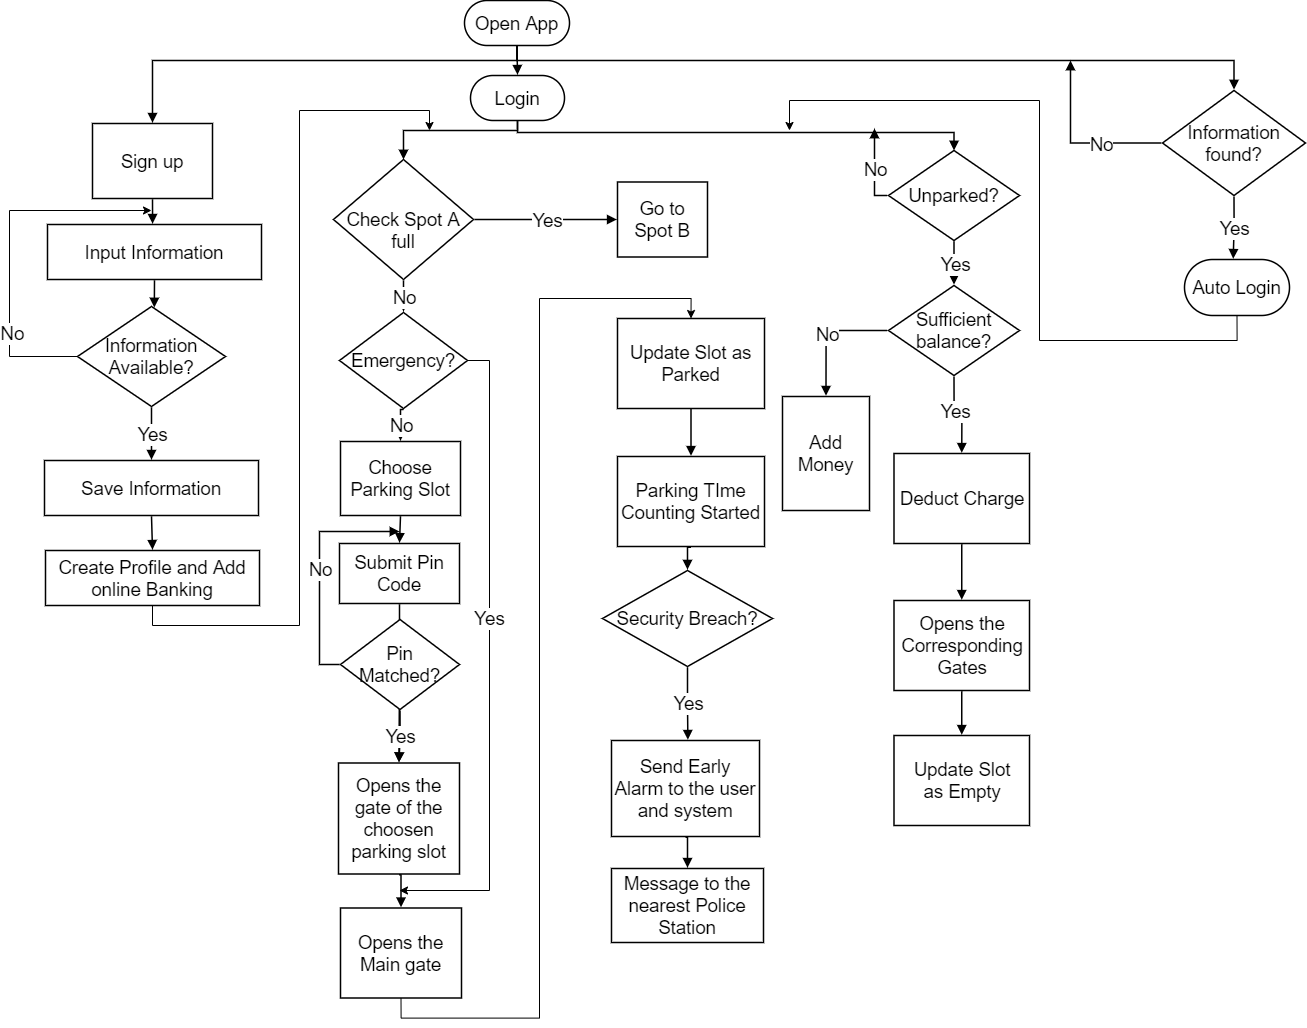 Open App
Login
Sign up
Input Information
Information
Available?
No
Yes
Save Information
Create Profile and Add
online Banking
Check Spot A
full
Yes
Go to
Spot B
No
Emergency?
No
Yes
Choose
Parking Slot
Submit Pin
Code
No
Pin
Matched?
Yes
Opens the
gate of the
choosen
parking slot
Opens the
Main gate
Update Slot as
Parked
Parking TIme
Counting Started
Security Breach?
Yes
Send Early
Alarm to the user
and system
Message to the
nearest Police
Station
Unparked?
No
Yes
Sufficient
balance?
No
Add
Money
Yes
Deduct Charge
Opens the
Corresponding
Gates
Update Slot
as Empty
Information
found?
No
Yes
Auto Login